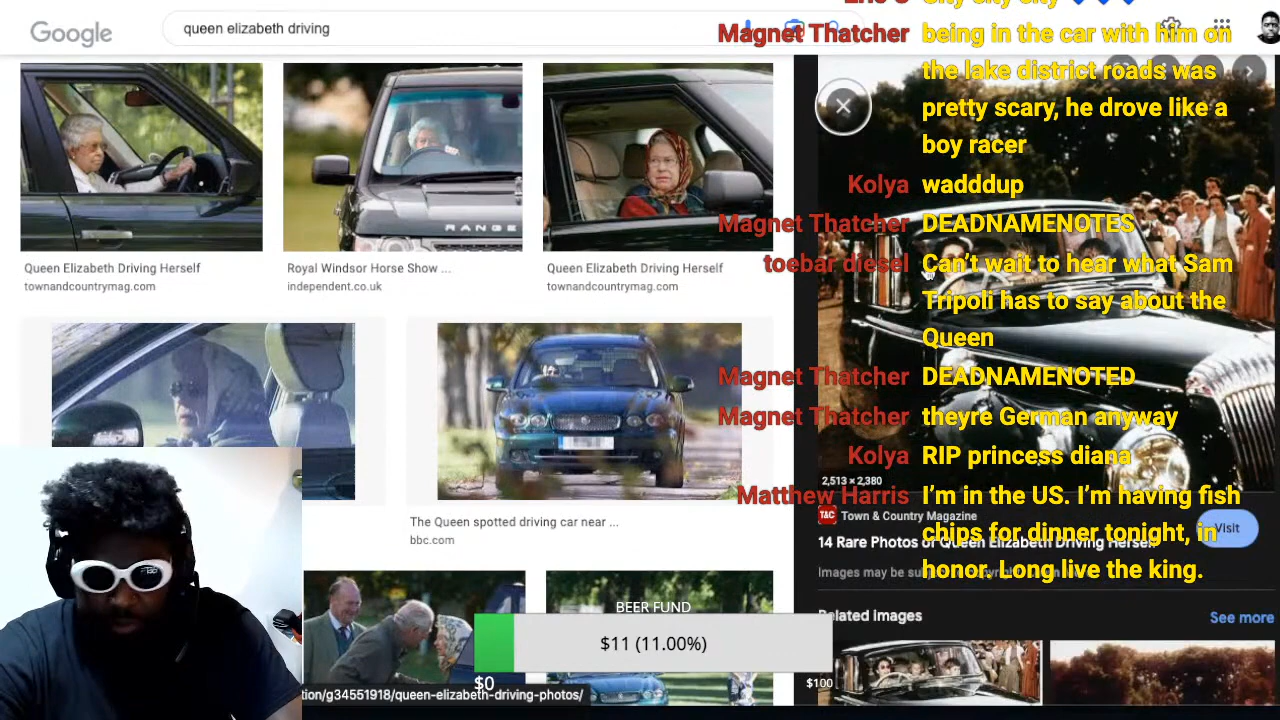 Google
queen elizabeth driving
Magnet Thatcher being in the car with him on
the lake district roads was
pretty scary, he drove like a
boy racer
Kolya wadddup
Magnet Thatcher DEADNAMENOTES
toebar diesel Can't wait to hear what Sam
Tripoli has to say about the
Queen
Magnet Thatcher DEADNAMENOTED
Magnet Thatcher theyre German anyway
Kolya RIP princess diana
Matthew Harris I'm in the US. I'm having fish
chips for dinner tonight, in
honor. Long live the king.
RANGE
Queen Elizabeth Driving Herself
townandcountrymag.com
Royal Windsor Horse Show ...
independent.co.uk
Queen Elizabeth Driving Herself
townandcountrymag.com
The Queen spotted driving car near ...
bbc.com
2,513 × 2,380
T&C Town & Country Magazine
Visit
14 Rare Photos of Queen Elizabeth Driving Herself
Images may be
Related images
See more
BEER FUND
$11 (11.00%)
$0
$100
tion/g34551918/queen-elizabeth-driving-photos/